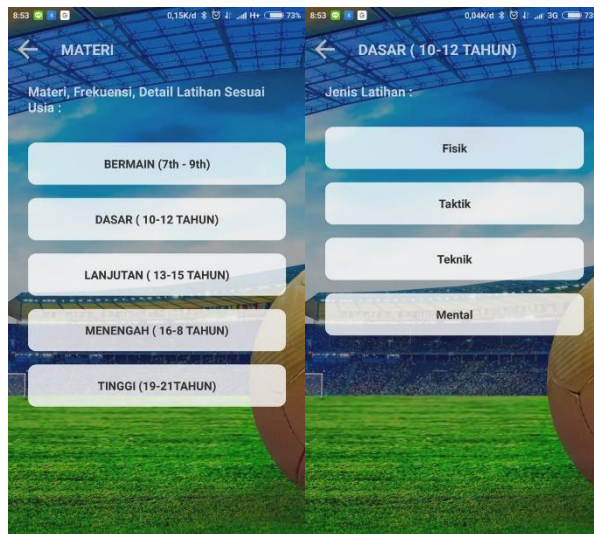 8:53 0,15K/d H+ 73%
MATERI
Materi, Frekuensi, Detail Latihan Sesuai
Usia :
BERMAIN (7th - 9th)
DASAR ( 10-12 TAHUN)
LANJUTAN ( 13-15 TAHUN)
MENENGAH ( 16-8 TAHUN)
TINGGI (19-21TAHUN)
8:53 0,04K/d 3G 73
DASAR ( 10-12 TAHUN)
Jenis Latihan :
Fisik
Taktik
Teknik
Mental